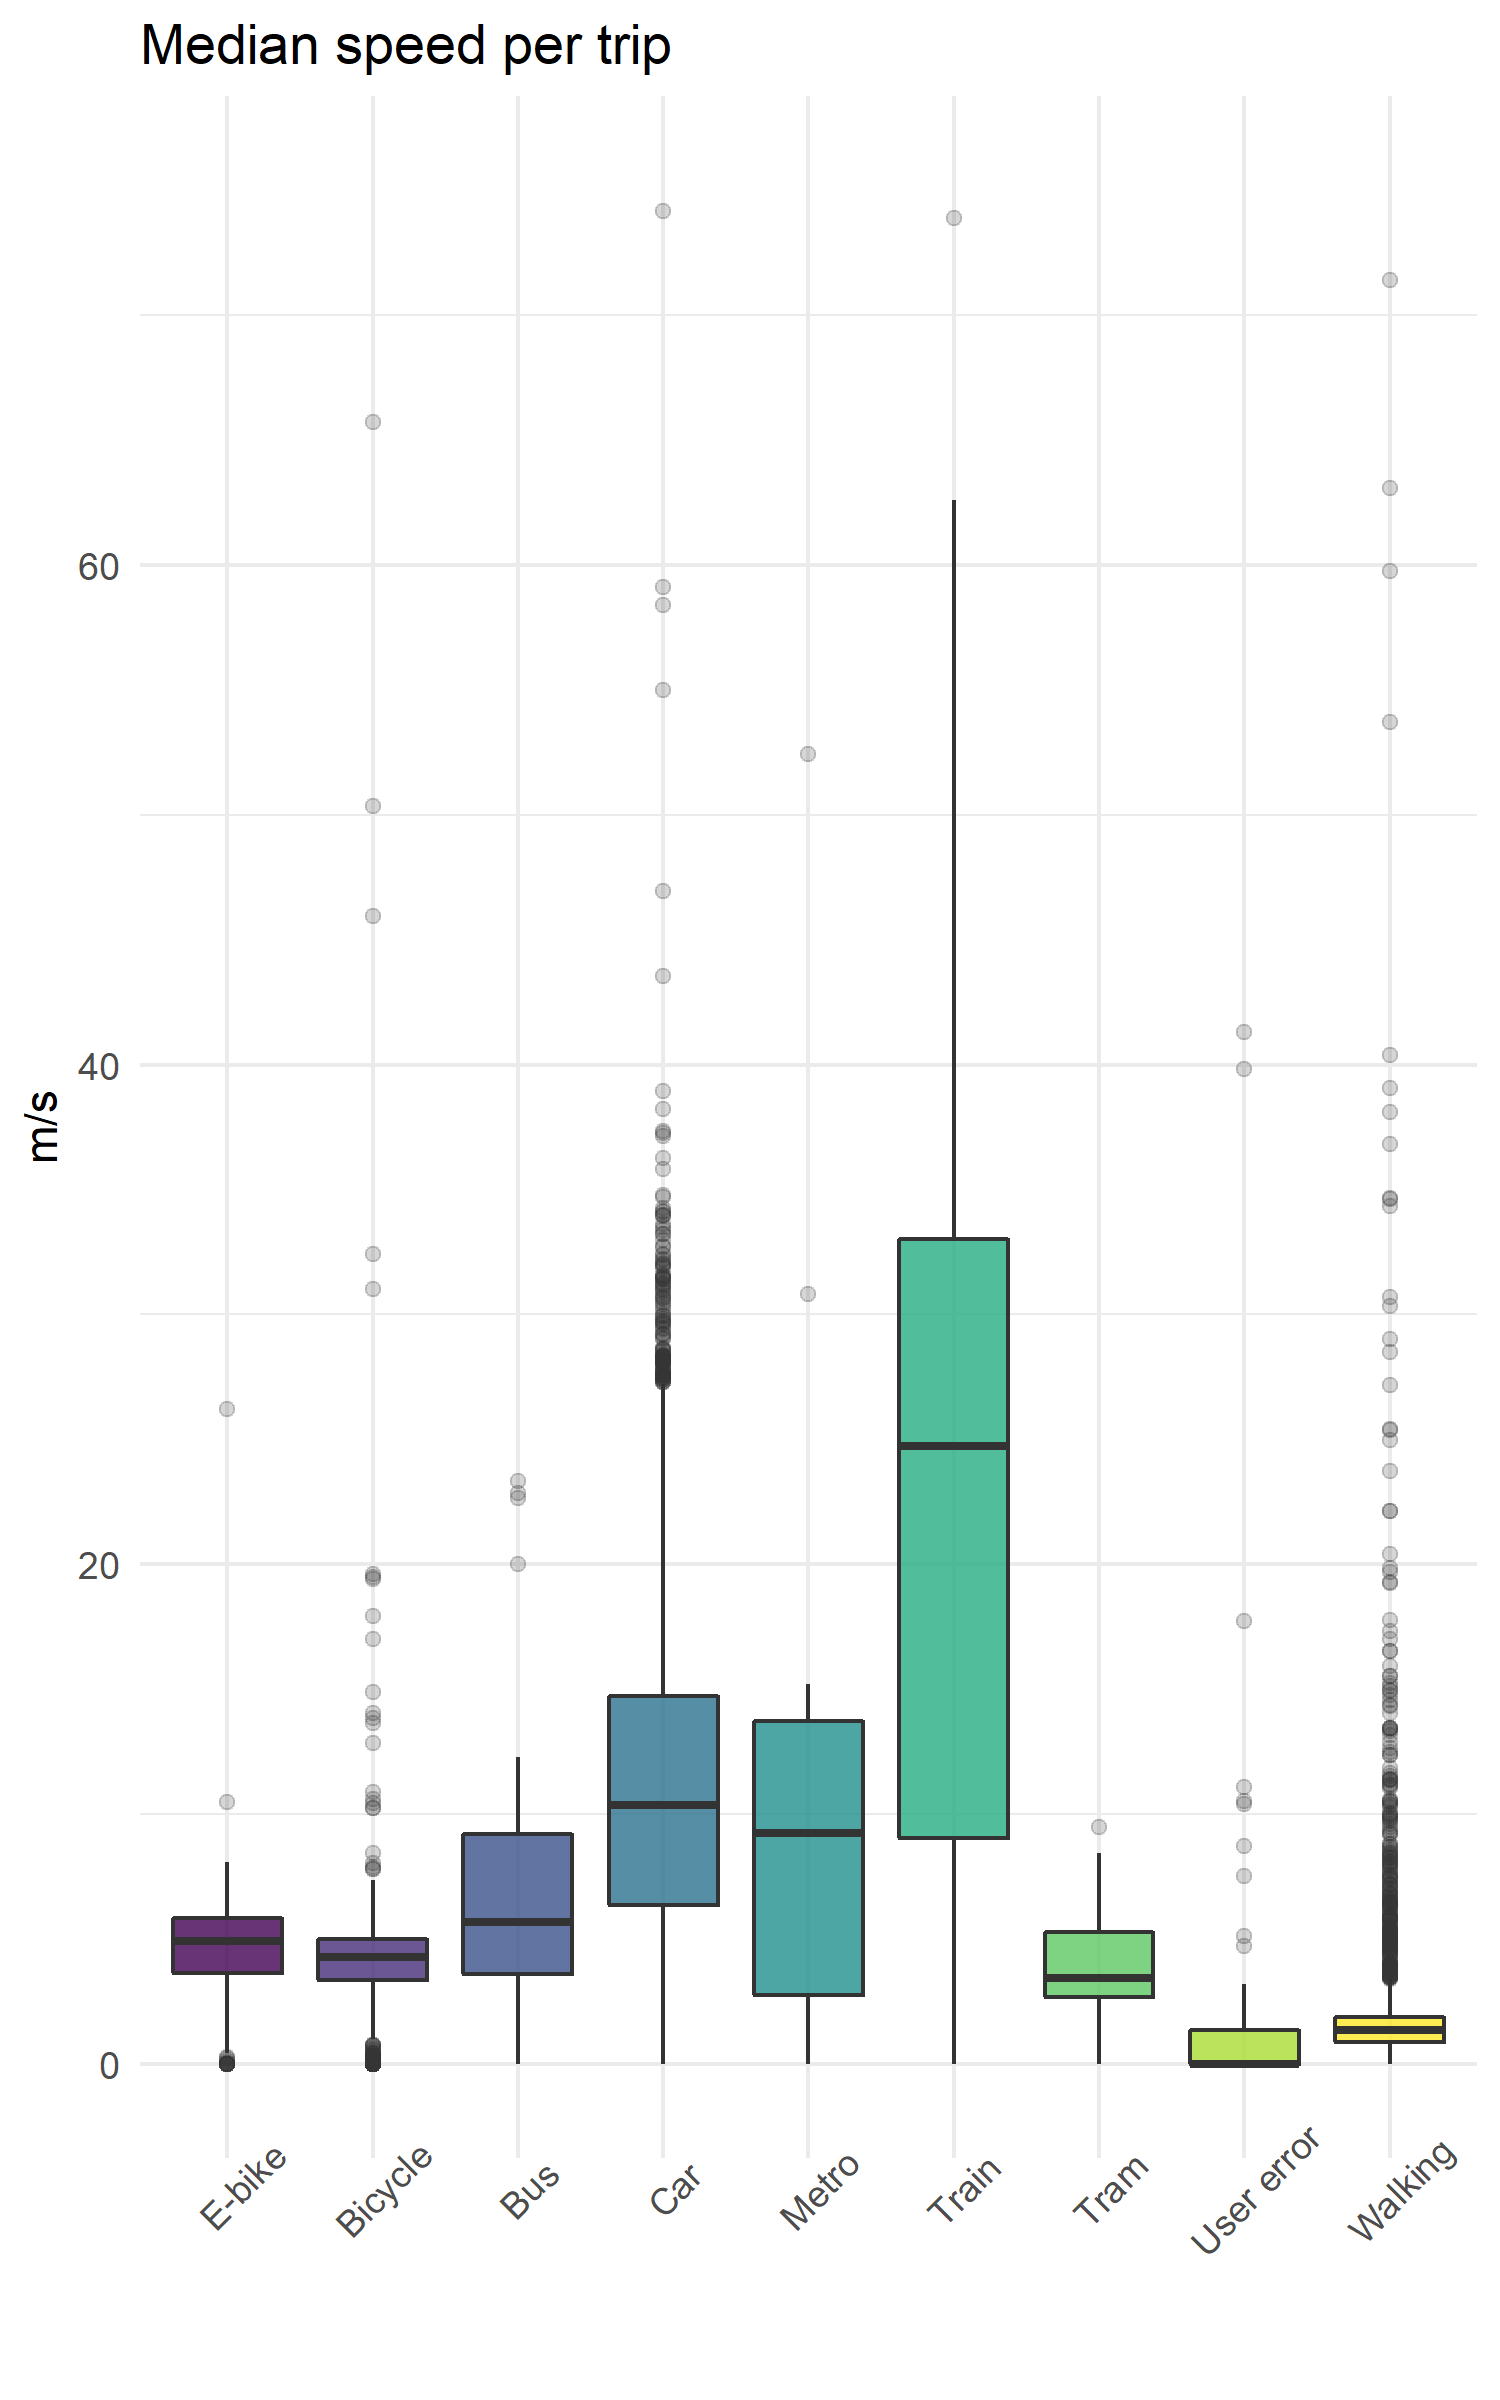 Median speed per trip
m/s
60
40
20
0
E-bike
Bicycle
Bus
Car
Metro
Train
Tram
User error
Walking